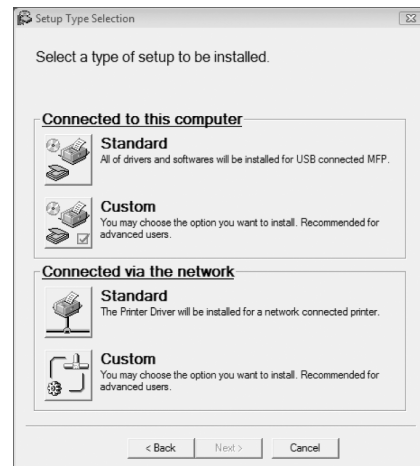 Setup Type Selection
Select a type of setup to be installed.
Connected to this computer
Standard
All of drivers and softwares will be installed for USB connected MFP.
Custom
You may choose the option you want to install. Recommended for
advanced users.
Connected via the network
Standard
The Printer Driver will be installed for a network connected printer.
Custom
You may choose the option you want to install. Recommended for
advanced users.
< Back
Next >
Cancel